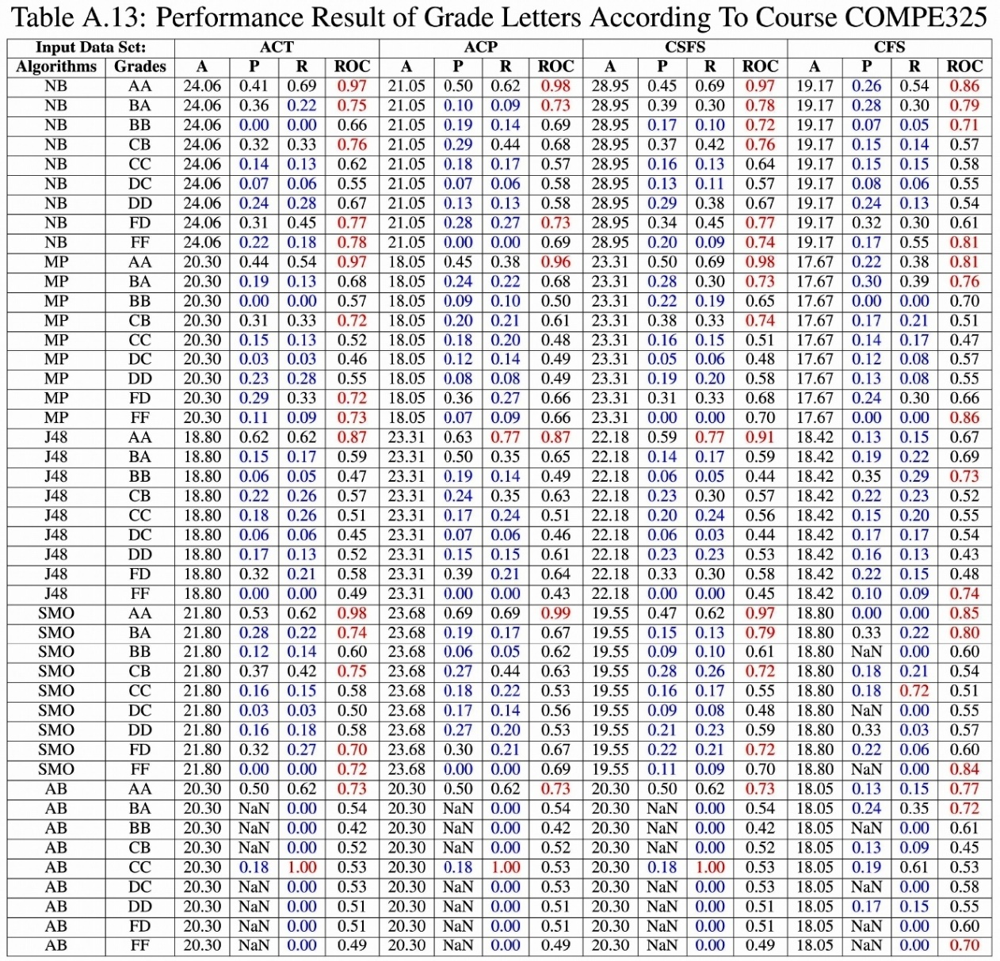 Table A.13: Performance Result of Grade Letters According To Course COMPE325
Input Data Set: ACT ACP CSFS CFS
Algorithms Grades A P R ROC A P R ROC A P R ROC A P R ROC
NB AA 24.06 0.41 0.69 0.97 21.05 0.50 0.62 0.98 28.95 0.45 0.69 0.97 19.17 0.26 0.54 0.86
NB BA 24.06 0.36 0.22 0.75 21.05 0.10 0.09 0.73 28.95 0.39 0.30 0.78 19.17 0.28 0.30 0.79
NB BB 24.06 0.00 0.00 0.66 21.05 0.19 0.14 0.69 28.95 0.17 0.10 0.72 19.17 0.07 0.05 0.71
NB CB 24.06 0.32 0.33 0.76 21.05 0.29 0.44 0.68 28.95 0.37 0.42 0.76 19.17 0.15 0.14 0.57
NB CC 24.06 0.14 0.13 0.62 21.05 0.18 0.17 0.57 28.95 0.16 0.13 0.64 19.17 0.15 0.15 0.58
NB DC 24.06 0.07 0.06 0.55 21.05 0.07 0.06 0.58 28.95 0.13 0.11 0.57 19.17 0.08 0.06 0.55
NB DD 24.06 0.24 0.28 0.67 21.05 0.13 0.13 0.58 28.95 0.29 0.38 0.67 19.17 0.24 0.13 0.54
NB FD 24.06 0.31 0.45 0.77 21.05 0.28 0.27 0.73 28.95 0.34 0.45 0.77 19.17 0.32 0.30 0.61
NB FF 24.06 0.22 0.18 0.78 21.05 0.00 0.00 0.69 28.95 0.20 0.09 0.74 19.17 0.17 0.55 0.81
MP AA 20.30 0.44 0.54 0.97 18.05 0.45 0.38 0.96 23.31 0.50 0.69 0.98 17.67 0.22 0.38 0.81
MP BA 20.30 0.19 0.13 0.68 18.05 0.24 0.22 0.68 23.31 0.28 0.30 0.73 17.67 0.30 0.39 0.76
MP BB 20.30 0.00 0.00 0.57 18.05 0.09 0.10 0.50 23.31 0.22 0.19 0.65 17.67 0.00 0.00 0.70
MP CB 20.30 0.31 0.33 0.72 18.05 0.20 0.21 0.61 23.31 0.38 0.33 0.74 17.67 0.17 0.21 0.51
MP CC 20.30 0.15 0.13 0.52 18.05 0.18 0.20 0.48 23.31 0.16 0.15 0.51 17.67 0.14 0.17 0.47
MP DC 20.30 0.03 0.03 0.46 18.05 0.12 0.14 0.49 23.31 0.05 0.06 0.48 17.67 0.12 0.08 0.57
MP DD 20.30 0.23 0.28 0.55 18.05 0.08 0.08 0.49 23.31 0.19 0.20 0.58 17.67 0.13 0.08 0.55
MP FD 20.30 0.29 0.33 0.72 18.05 0.36 0.27 0.66 23.31 0.31 0.33 0.68 17.67 0.24 0.30 0.66
MP FF 20.30 0.11 0.09 0.73 18.05 0.07 0.09 0.66 23.31 0.00 0.00 0.70 17.67 0.00 0.00 0.86
J48 AA 18.80 0.62 0.62 0.87 23.31 0.63 0.77 0.87 22.18 0.59 0.77 0.91 18.42 0.13 0.15 0.67
J48 BA 18.80 0.15 0.17 0.59 23.31 0.50 0.35 0.65 22.18 0.14 0.17 0.59 18.42 0.19 0.22 0.69
J48 BB 18.80 0.06 0.05 0.47 23.31 0.19 0.14 0.49 22.18 0.06 0.05 0.44 18.42 0.35 0.29 0.73
J48 CB 18.80 0.22 0.26 0.57 23.31 0.24 0.35 0.63 22.18 0.23 0.30 0.57 18.42 0.22 0.23 0.52
J48 CC 18.80 0.18 0.26 0.51 23.31 0.17 0.24 0.51 22.18 0.20 0.24 0.56 18.42 0.15 0.20 0.55
J48 DC 18.80 0.06 0.06 0.45 23.31 0.07 0.06 0.46 22.18 0.06 0.03 0.44 18.42 0.17 0.17 0.54
J48 DD 18.80 0.17 0.13 0.52 23.31 0.15 0.15 0.61 22.18 0.23 0.23 0.53 18.42 0.16 0.13 0.43
J48 FD 18.80 0.32 0.21 0.58 23.31 0.39 0.21 0.64 22.18 0.33 0.30 0.58 18.42 0.22 0.15 0.48
J48 FF 18.80 0.00 0.00 0.49 23.31 0.00 0.00 0.43 22.18 0.00 0.00 0.45 18.42 0.10 0.09 0.74
SMO AA 21.80 0.53 0.62 0.98 23.68 0.69 0.69 0.99 19.55 0.47 0.62 0.97 18.80 0.00 0.00 0.85
SMO BA 21.80 0.28 0.22 0.74 23.68 0.19 0.17 0.67 19.55 0.15 0.13 0.79 18.80 0.33 0.22 0.80
SMO BB 21.80 0.12 0.14 0.60 23.68 0.06 0.05 0.62 19.55 0.09 0.10 0.61 18.80 NaN 0.00 0.60
SMO CB 21.80 0.37 0.42 0.75 23.68 0.27 0.44 0.63 19.55 0.28 0.26 0.72 18.80 0.18 0.21 0.54
SMO CC 21.80 0.16 0.15 0.58 23.68 0.18 0.22 0.53 19.55 0.16 0.17 0.55 18.80 0.18 0.72 0.51
SMO DC 21.80 0.03 0.03 0.50 23.68 0.17 0.14 0.56 19.55 0.09 0.08 0.48 18.80 NaN 0.00 0.55
SMO DD 21.80 0.16 0.18 0.58 23.68 0.27 0.20 0.53 19.55 0.21 0.23 0.59 18.80 0.33 0.03 0.57
SMO FD 21.80 0.32 0.27 0.70 23.68 0.30 0.21 0.67 19.55 0.22 0.21 0.72 18.80 0.22 0.06 0.60
SMO FF 21.80 0.00 0.00 0.72 23.68 0.00 0.00 0.69 19.55 0.11 0.09 0.70 18.80 NaN 0.00 0.84
AB AA 20.30 0.50 0.62 0.73 20.30 0.50 0.62 0.73 20.30 0.50 0.62 0.73 18.05 0.13 0.15 0.77
AB BA 20.30 NaN 0.00 0.54 20.30 NaN 0.00 0.54 20.30 NaN 0.00 0.54 18.05 0.24 0.35 0.72
AB BB 20.30 NaN 0.00 0.42 20.30 NaN 0.00 0.42 20.30 NaN 0.00 0.42 18.05 NaN 0.00 0.61
AB CB 20.30 NaN 0.00 0.52 20.30 NaN 0.00 0.52 20.30 NaN 0.00 0.52 18.05 0.13 0.09 0.45
AB CC 20.30 0.18 1.00 0.53 20.30 0.18 1.00 0.53 20.30 0.18 1.00 0.53 18.05 0.19 0.61 0.53
AB DC 20.30 NaN 0.00 0.53 20.30 NaN 0.00 0.53 20.30 NaN 0.00 0.53 18.05 NaN 0.00 0.58
AB DD 20.30 NaN 0.00 0.51 20.30 NaN 0.00 0.51 20.30 NaN 0.00 0.51 18.05 0.17 0.15 0.55
AB FD 20.30 NaN 0.00 0.51 20.30 NaN 0.00 0.51 20.30 NaN 0.00 0.51 18.05 NaN 0.00 0.60
AB FF 20.30 NaN 0.00 0.49 20.30 NaN 0.00 0.49 20.30 NaN 0.00 0.49 18.05 NaN 0.00 0.70